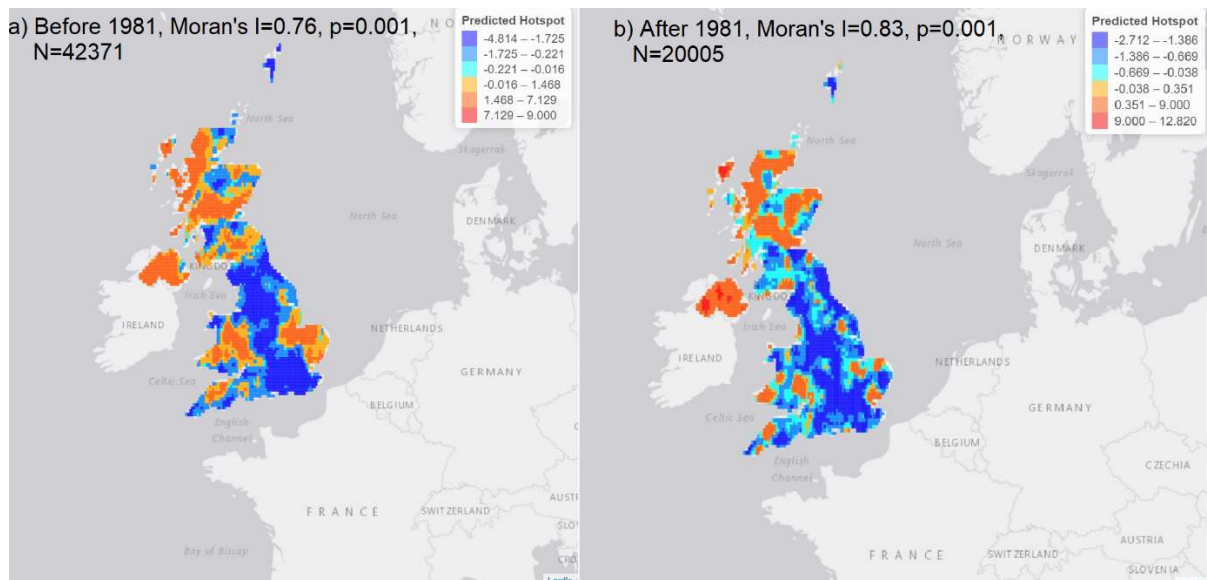 a) Before 1981, Moran's I=0.76, p=0.001,
N=42371
Predicted Hotspot
-4.814 – -1.725
-1.725 – -0.221
-0.221 – -0.016
-0.016 – 1.468
1.468 – 7.129
7.129 – 9.000
North Sea
Skagerrak
North Sea
DENMARK
KINGDO
Irish Sea
IRELAND
NETHERLANDS
Celtic Sea
GERMANY
BELGIUM
English
Channel
FRANCE
SWITZERLAND
AUST
SLOV
CRO
Bay of Biscay
b) After 1981, Moran's I=0.83, p=0.001,
N=20005
NORWAY
Predicted Hotspot
-2.712 – -1.386
-1.386 – -0.669
-0.669 – -0.038
-0.038 – 0.351
0.351 – 9.000
9.000 – 12.820
North Sea
Skagerrak
North Sea
DENMARK
KINGDO
Irish Sea
IRELAND
NETHERLANDS
Celtic Sea
GERMANY
BELGIUM
English
Channel
CZECHIA
FRANCE
SWITZERLAND
AUSTRIA
SLOVENIA